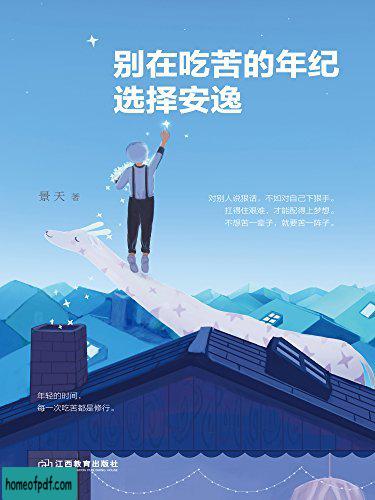 别在吃苦的年纪
选择安逸
景天 著
对别人说狠话，不如对自己下狠手。
扛得住艰难，才能配得上梦想。
不想苦一辈子，就要苦一阵子。
年轻的时间，
每一次吃苦都是修行。
江西教育出版社
homeofpdf.com